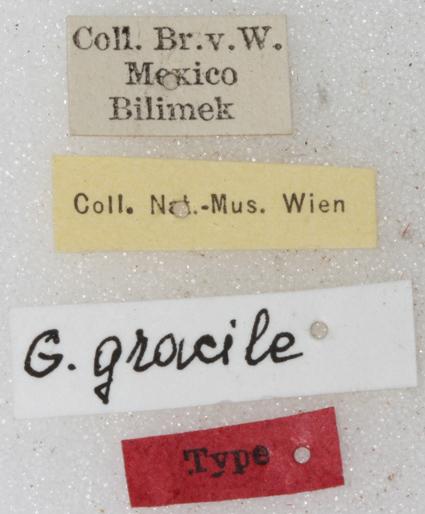 Coll. Br.v.W.
Mexico
Bilimek
Coll. Nat.-Mus. Wien
G. gracile
Type